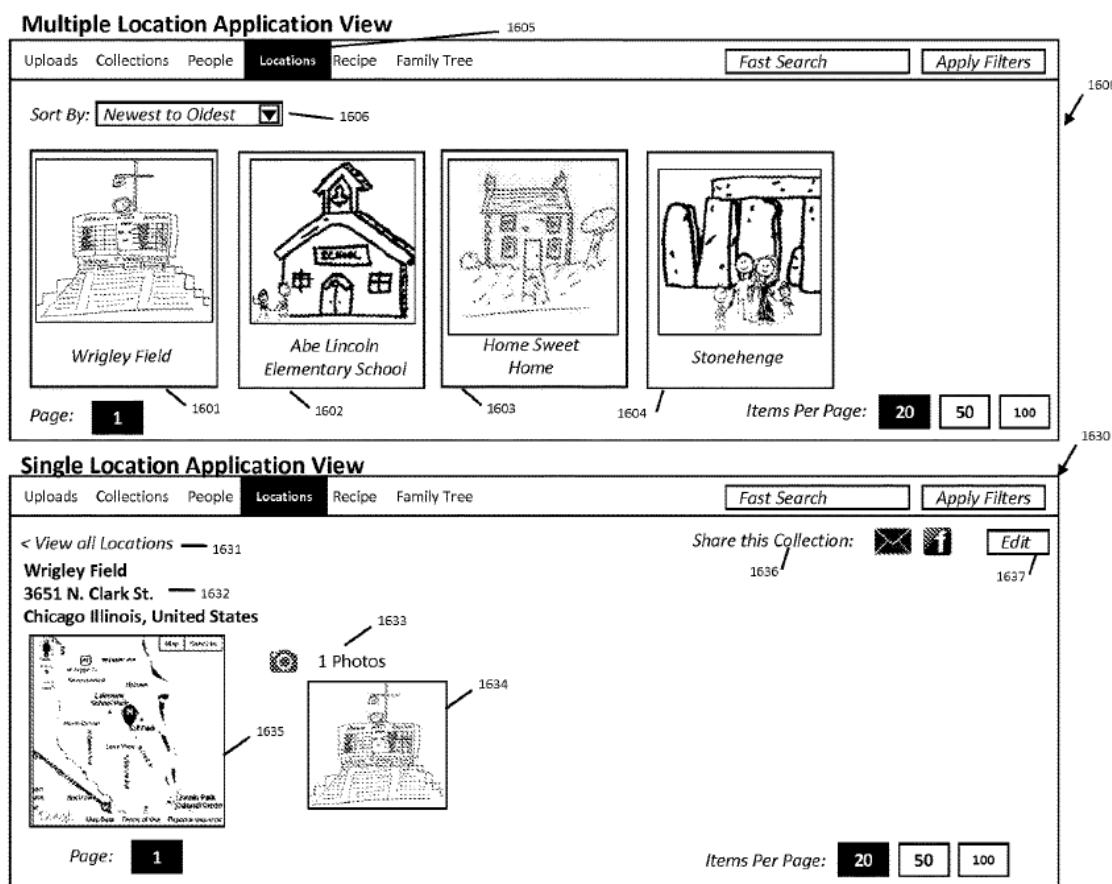 Multiple Location Application View
1605
Uploads Collections People Locations Recipe Family Tree Fast Search Apply Filters
Sort By: Newest to Oldest 1606
SCHOOL
Wrigley Field
Abe Lincoln
Elementary School
Home Sweet
Home
Stonehenge
1601 1602 1603 1604
Page: 1 Items Per Page: 20 50 100
1630
Single Location Application View
Uploads Collections People Locations Recipe Family Tree Fast Search Apply Filters
< View all Locations 1631 Share this Collection: f Edit
1636 1637
Wrigley Field
3651 N. Clark St. 1632
Chicago Illinois, United States
1633
1 Photos
1634
Map
1635
Google
Page: 1 Items Per Page: 20 50 100